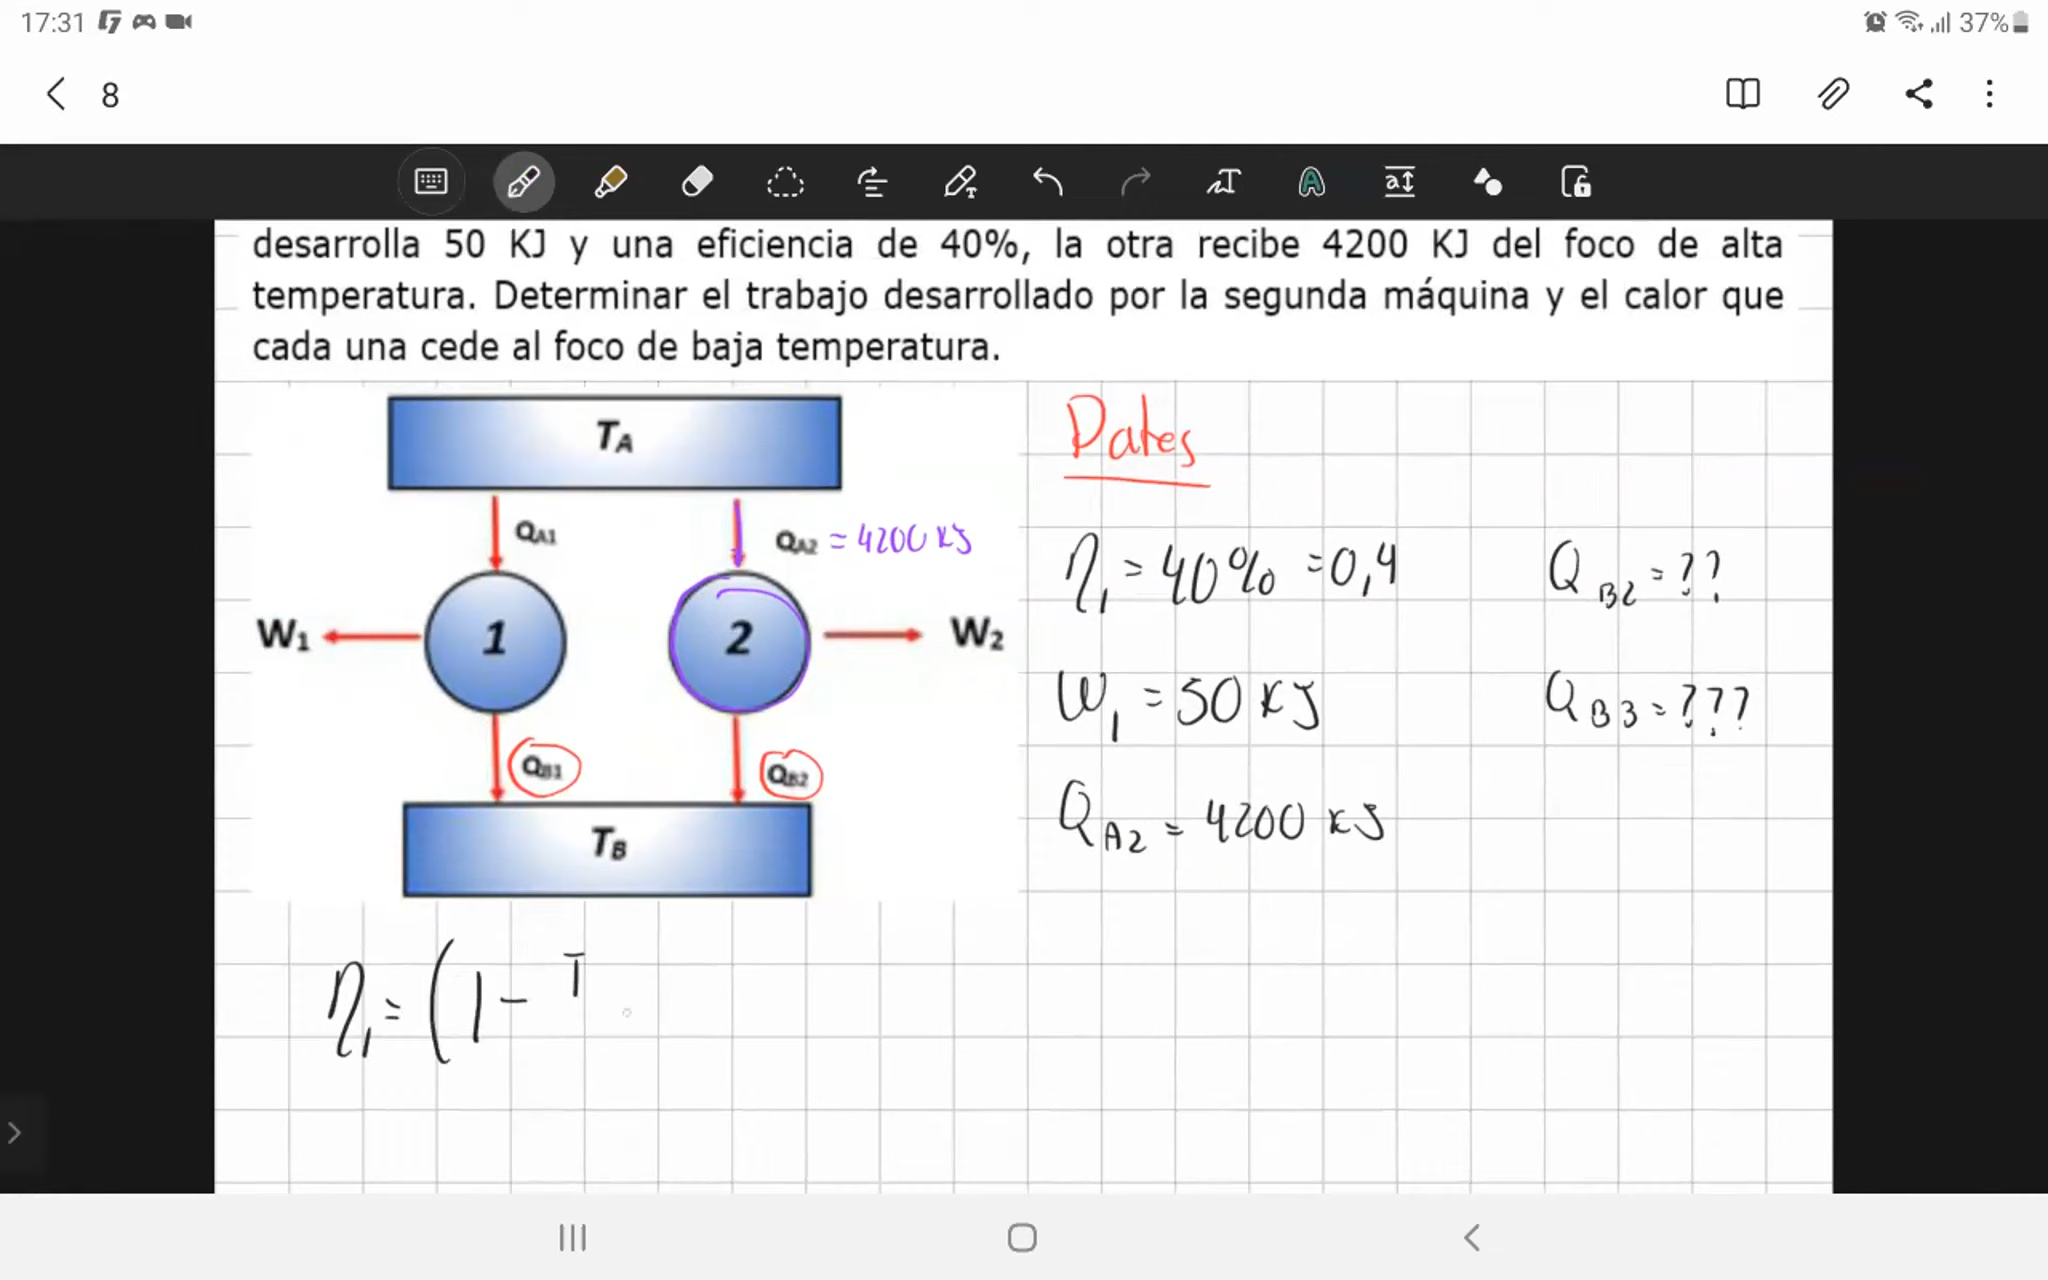 17:31
37%
8
desarrolla 50 KJ y una eficiencia de 40%, la otra recibe 4200 KJ del foco de alta
temperatura. Determinar el trabajo desarrollado por la segunda máquina y el calor que
cada una cede al foco de baja temperatura.
TA
Datos
QA1
QA2 = 4200 KJ
η1 = 40% = 0,4
QB2 = ??
W1
1
2
W2
W1 = 50 KJ
QB3 = ???
QB1
QB2
QA2 = 4200 KJ
TB
η1 = (1 - T